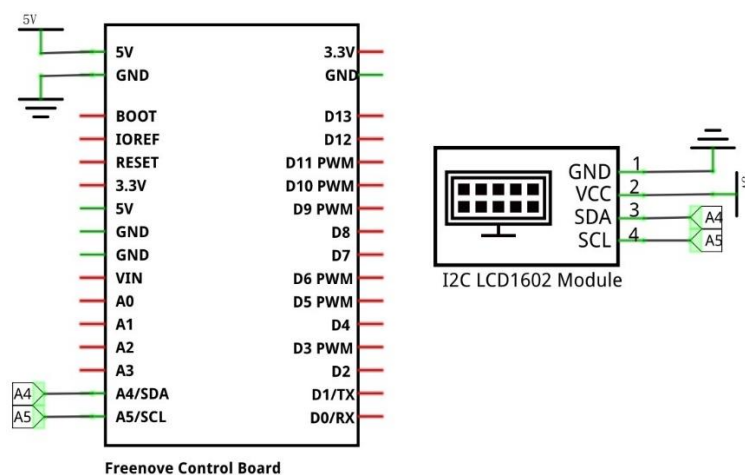 5V
5V 3.3V
GND GND
BOOT D13
IOREF D12
RESET D11 PWM
3.3V D10 PWM
5V D9 PWM
GND D8
GND D7
VIN D6 PWM
A0 D5 PWM
A1 D4
A2 D3 PWM
A3 D2
A4 A4/SDA D1/TX
A5 A5/SCL D0/RX
Freenove Control Board
GND 1
VCC 2
SDA 3 A4
SCL 4 A5
I2C LCD1602 Module